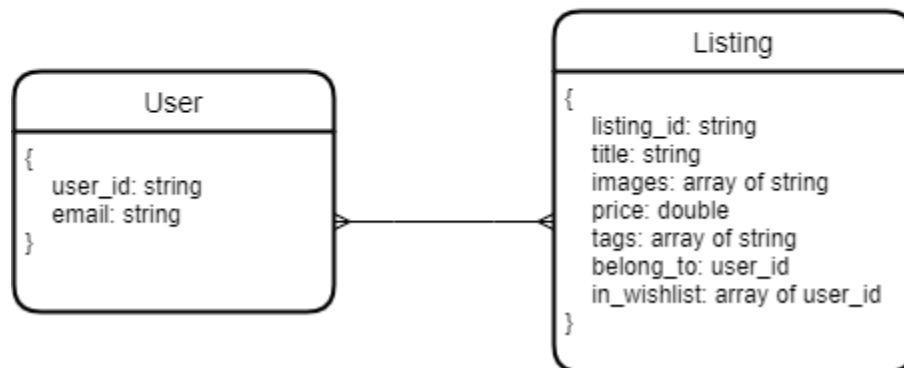 User
{
user_id: string
email: string
}
Listing
{
listing_id: string
title: string
images: array of string
price: double
tags: array of string
belong_to: user_id
in_wishlist: array of user_id
}